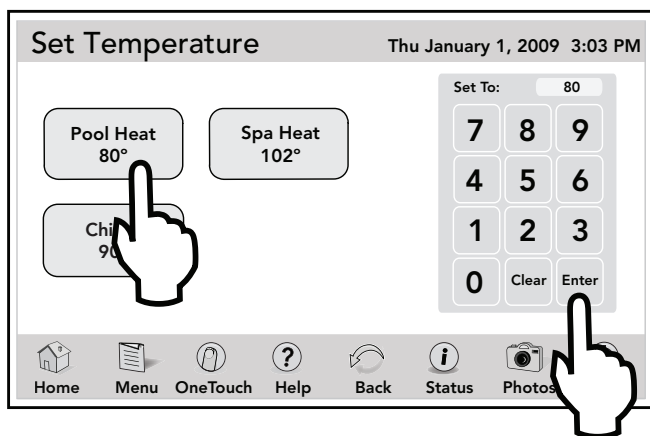 Set Temperature
Thu January 1, 2009 3:03 PM
Set To: 80
Pool Heat
80°
Spa Heat
102°
90
7 8 9
4 5 6
1 2 3
0 Clear Enter
Home Menu OneTouch Help Back Status Photos